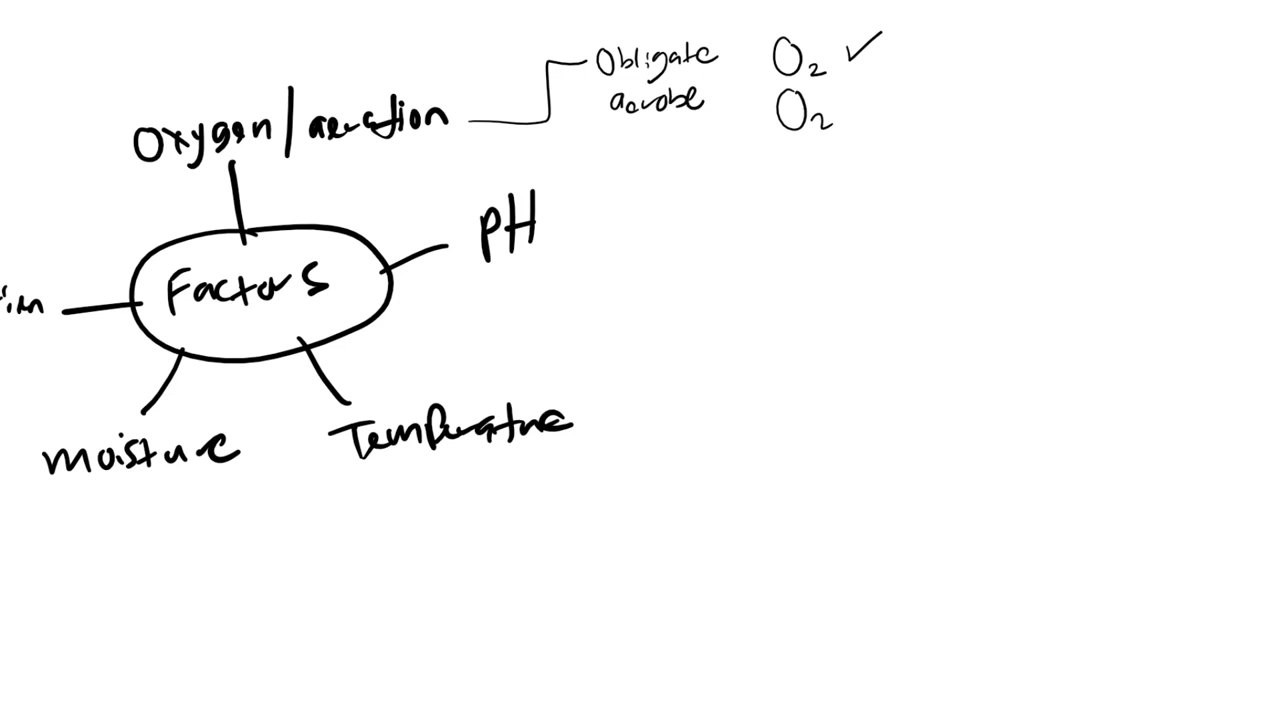 Obligate O₂ ✓
aerobe O₂
Oxygen/aeration
pH
Factors
moisture
Temperature